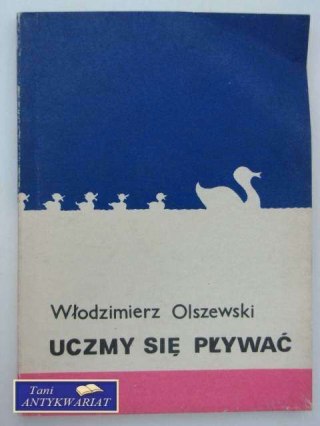 Włodzimierz Olszewski
UCZMY SIĘ PŁYWAĆ
Tani
ANTYKWARIAT